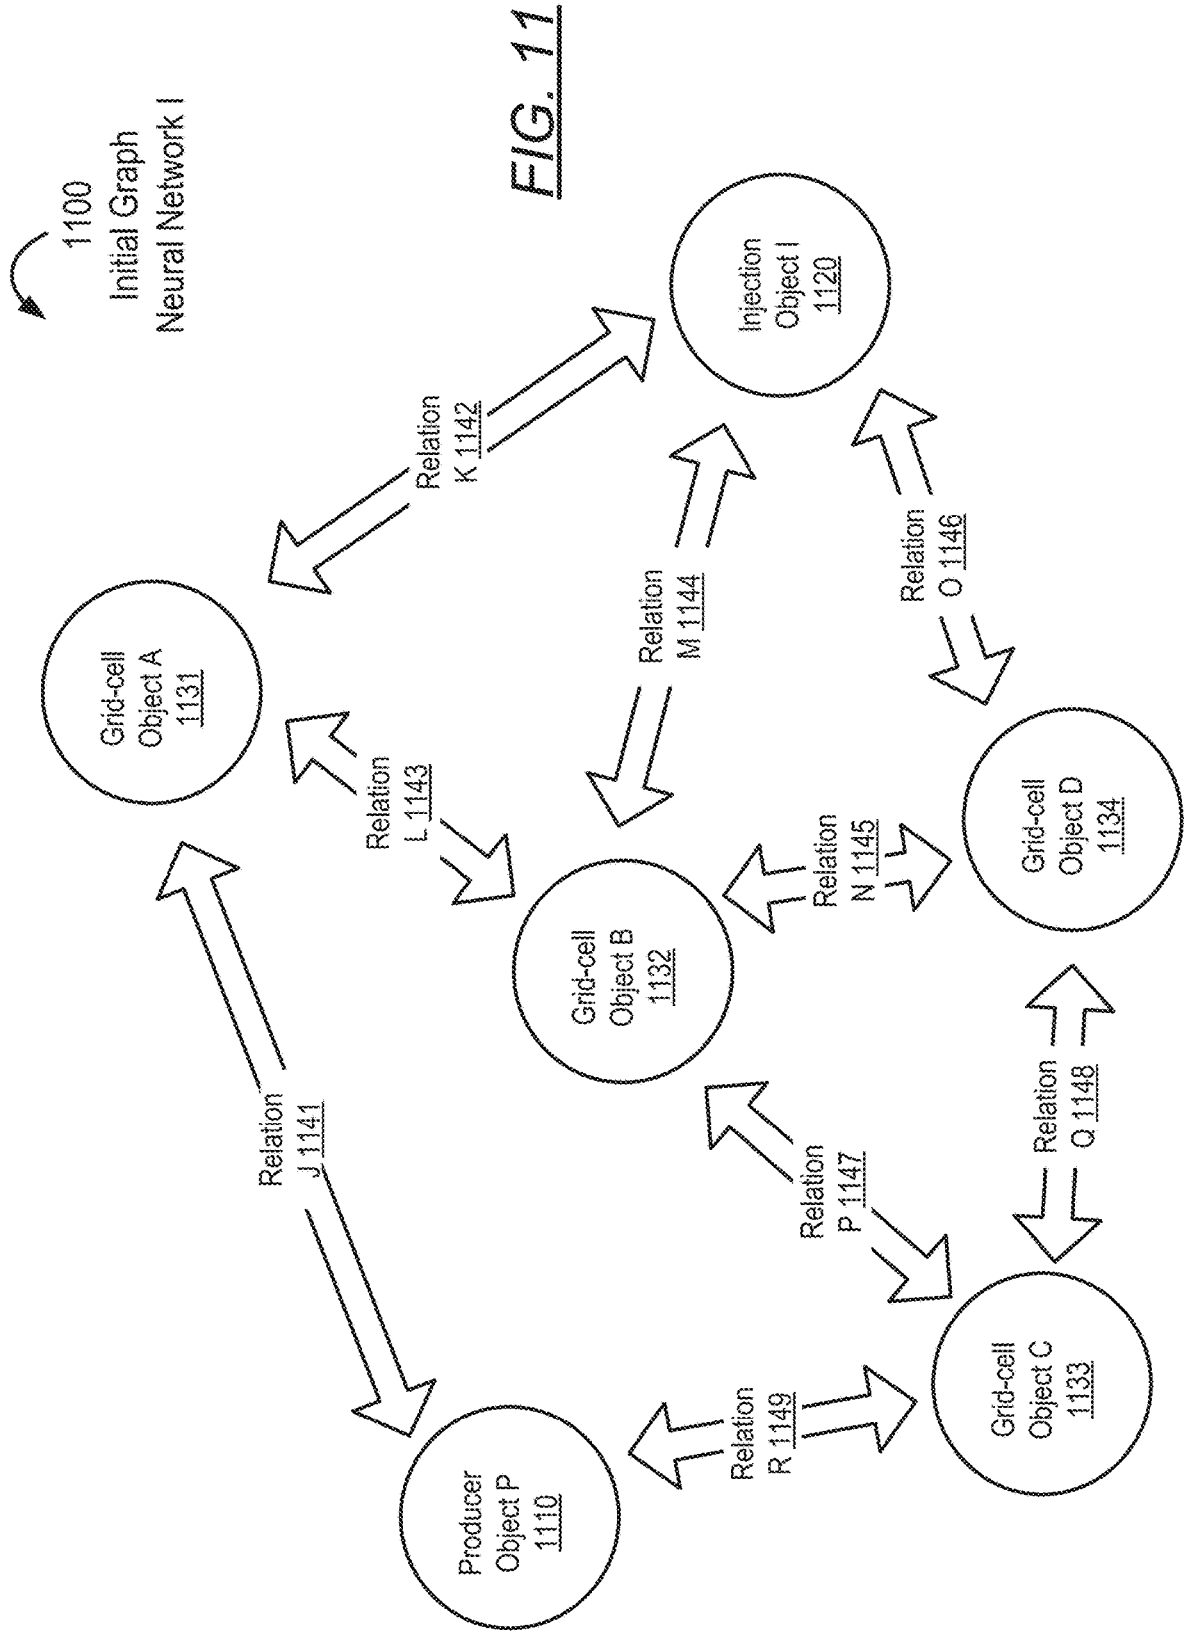 1100
Initial Graph
Neural Network I
Grid-cell
Object A
1131
Relation
J 1141
Relation
K 1142
Relation
L 1143
Producer
Object P
1110
Grid-cell
Object B
1132
Relation
M 1144
Injection
Object I
1120
Relation
R 1149
Relation
P 1147
Relation
N 1145
Relation
O 1146
Grid-cell
Object C
1133
Relation
Q 1148
Grid-cell
Object D
1134
FIG. 11